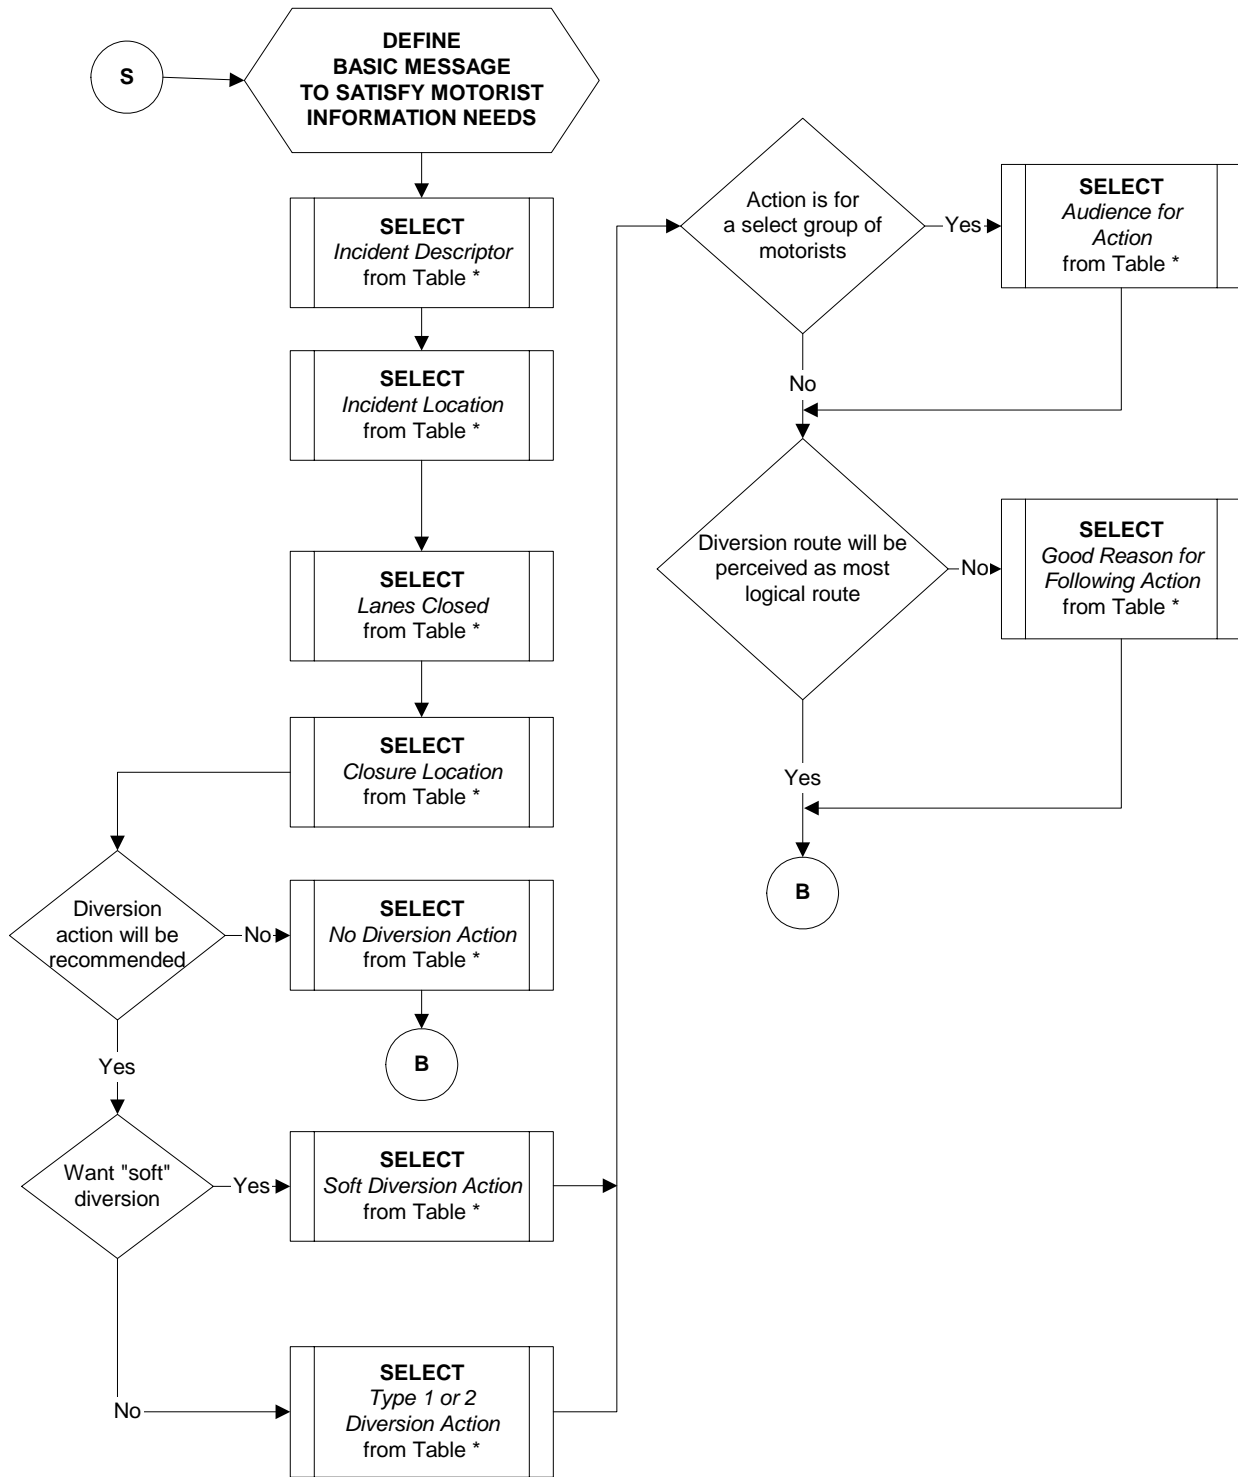 S
DEFINE
BASIC MESSAGE
TO SATISFY MOTORIST
INFORMATION NEEDS
SELECT
Incident Descriptor
from Table *
SELECT
Incident Location
from Table *
SELECT
Lanes Closed
from Table *
SELECT
Closure Location
from Table *
Diversion
action will be
recommended
No
SELECT
No Diversion Action
from Table *
B
Yes
Want "soft"
diversion
Yes
SELECT
Soft Diversion Action
from Table *
No
SELECT
Type 1 or 2
Diversion Action
from Table *
Action is for
a select group of
motorists
Yes
SELECT
Audience for
Action
from Table *
No
Diversion route will be
perceived as most
logical route
No
SELECT
Good Reason for
Following Action
from Table *
Yes
B